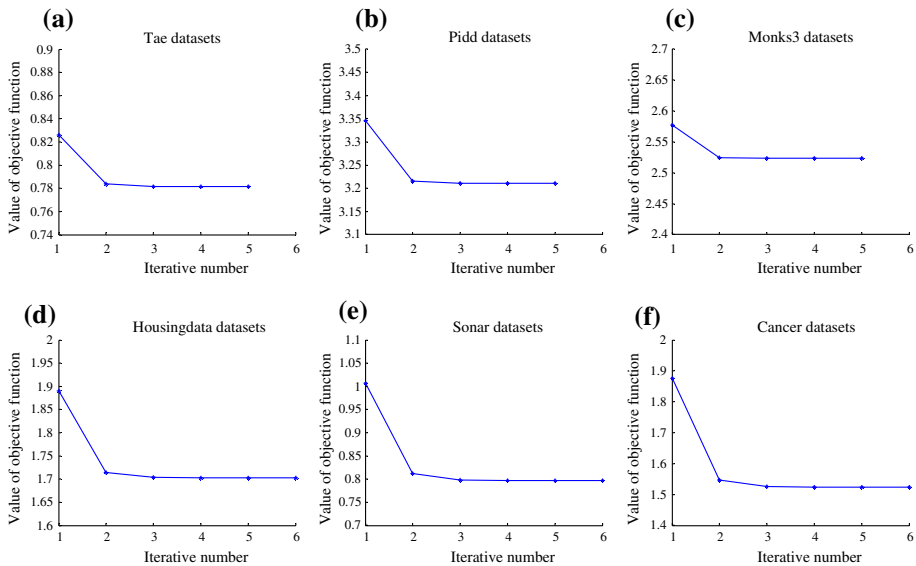 (a)
Tae datasets
0.9
0.88
0.86
0.84
0.82
0.8
0.78
0.76
0.74
Value of objective function
1 2 3 4 5 6
Iterative number
(b)
Pidd datasets
3.5
3.45
3.4
3.35
3.3
3.25
3.2
3.15
3.1
Value of objective function
1 2 3 4 5 6
Iterative number
(c)
Monks3 datasets
2.7
2.65
2.6
2.55
2.5
2.45
2.4
Value of objective function
1 2 3 4 5 6
Iterative number
(d)
Housingdata datasets
2
1.95
1.9
1.85
1.8
1.75
1.7
1.65
1.6
Value of objective function
1 2 3 4 5 6
Iterative number
(e)
Sonar datasets
1.1
1.05
1
0.95
0.9
0.85
0.8
0.75
0.7
Value of objective function
1 2 3 4 5 6
Iterative number
(f)
Cancer datasets
2
1.9
1.8
1.7
1.6
1.5
1.4
Value of objective function
1 2 3 4 5 6
Iterative number